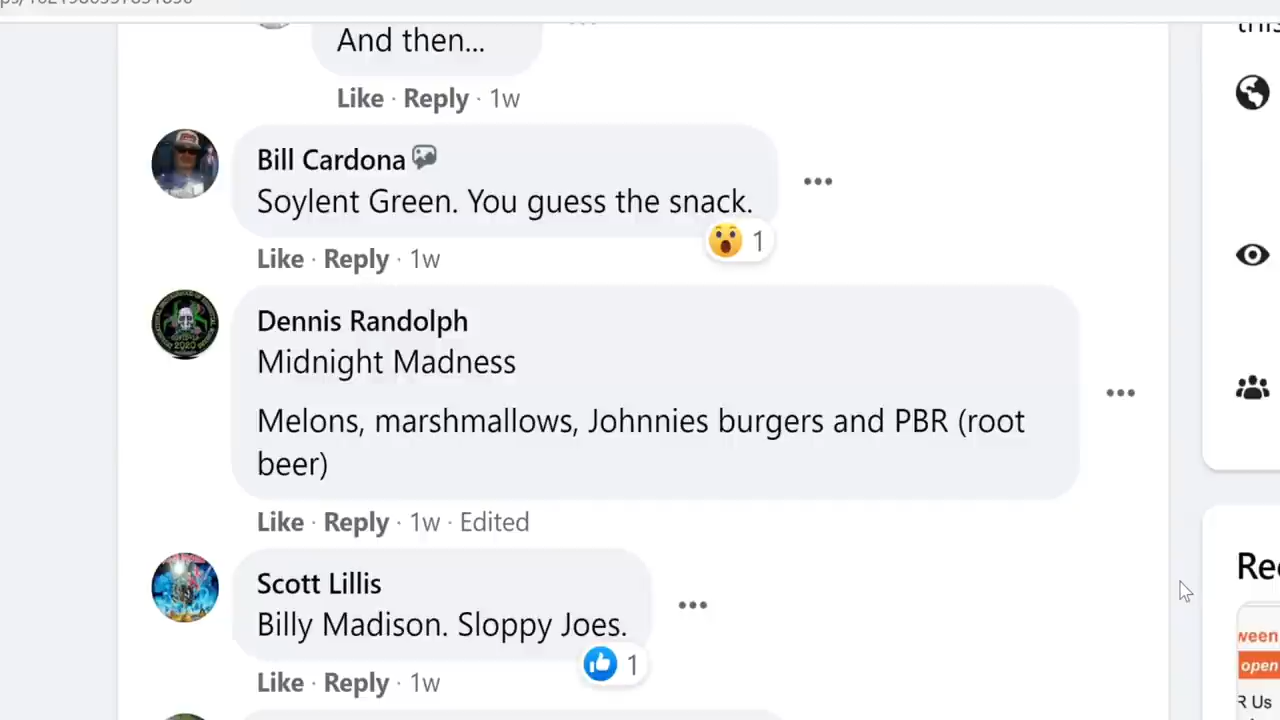 And then...
Like · Reply · 1w
Bill Cardona
Soylent Green. You guess the snack.
1
Like · Reply · 1w
Dennis Randolph
Midnight Madness
Melons, marshmallows, Johnnies burgers and PBR (root
beer)
Like · Reply · 1w · Edited
Scott Lillis
Billy Madison. Sloppy Joes.
1
Like · Reply · 1w
open
R Us